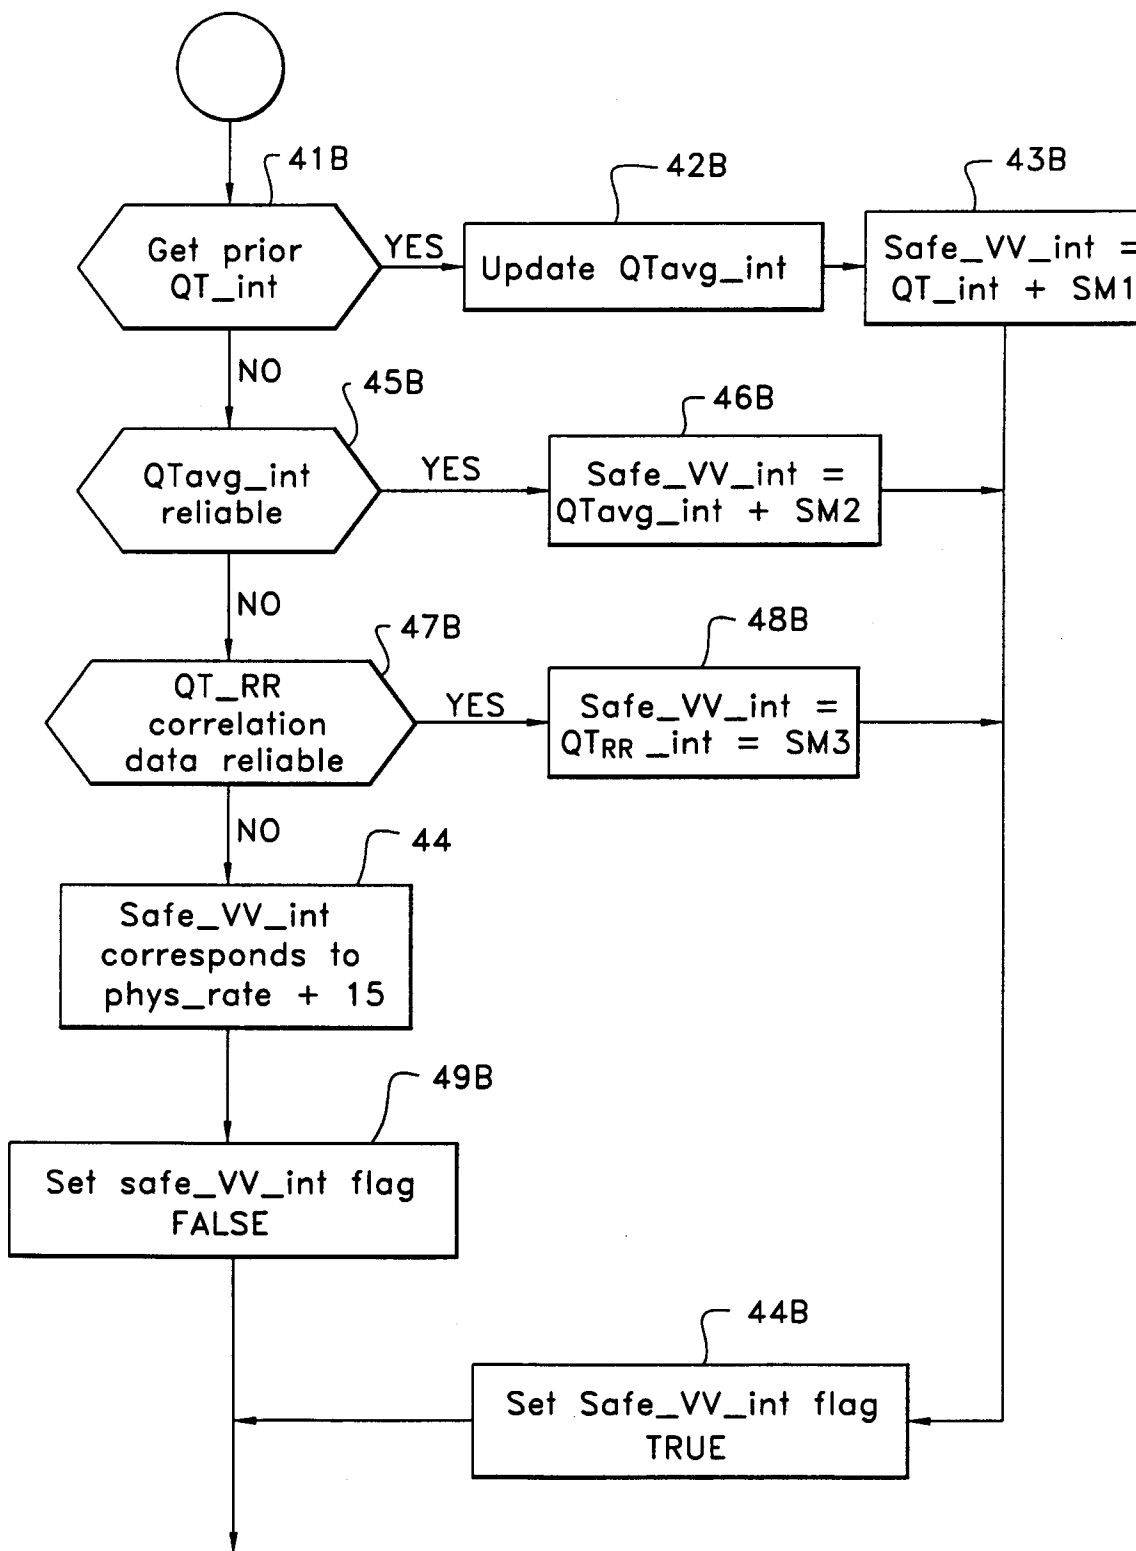 41B
42B
43B
Get prior
QT_int
YES
Update QTavg_int
Safe_VV_int =
QT_int + SM1
NO
45B
46B
QTavg_int
reliable
YES
Safe_VV_int =
QTavg_int + SM2
NO
47B
48B
QT_RR
correlation
data reliable
YES
Safe_VV_int =
QTRR _int = SM3
NO
44
Safe_VV_int
corresponds to
phys_rate + 15
49B
Set safe_VV_int flag
FALSE
44B
Set Safe_VV_int flag
TRUE